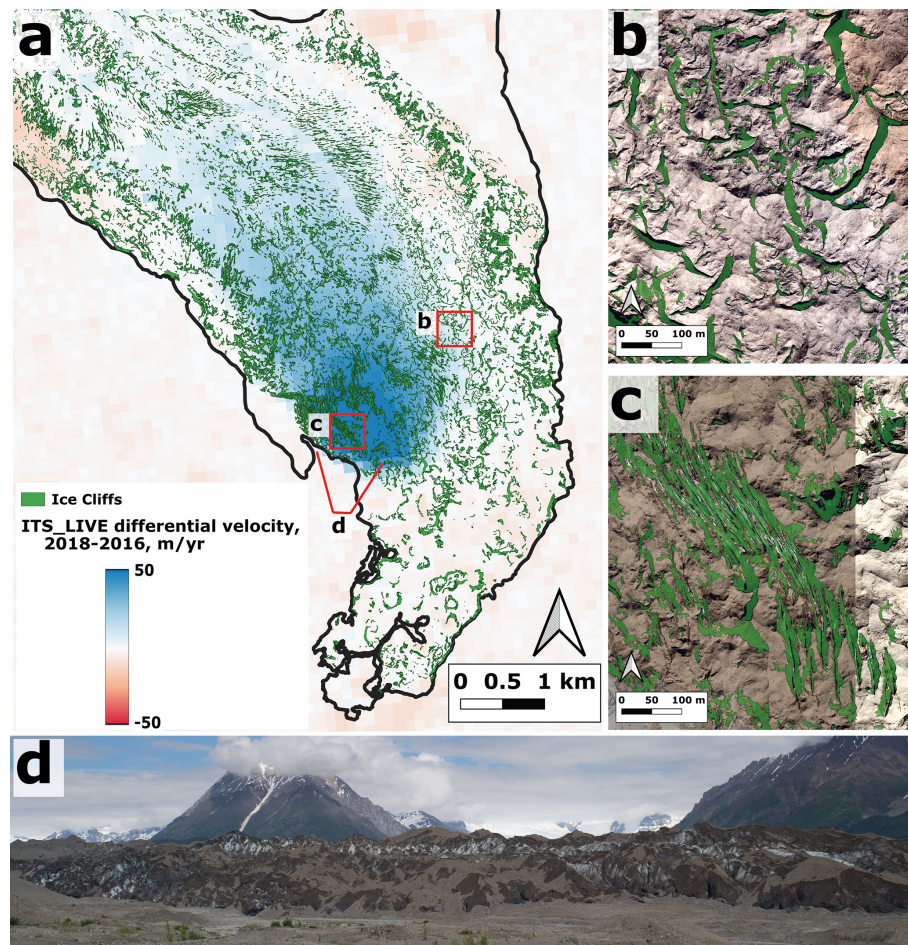 a
b
c
d
Ice Cliffs
ITS_LIVE differential velocity,
2018-2016, m/yr
50
-50
0 0.5 1 km
b
0 50 100 m
c
0 50 100 m
d